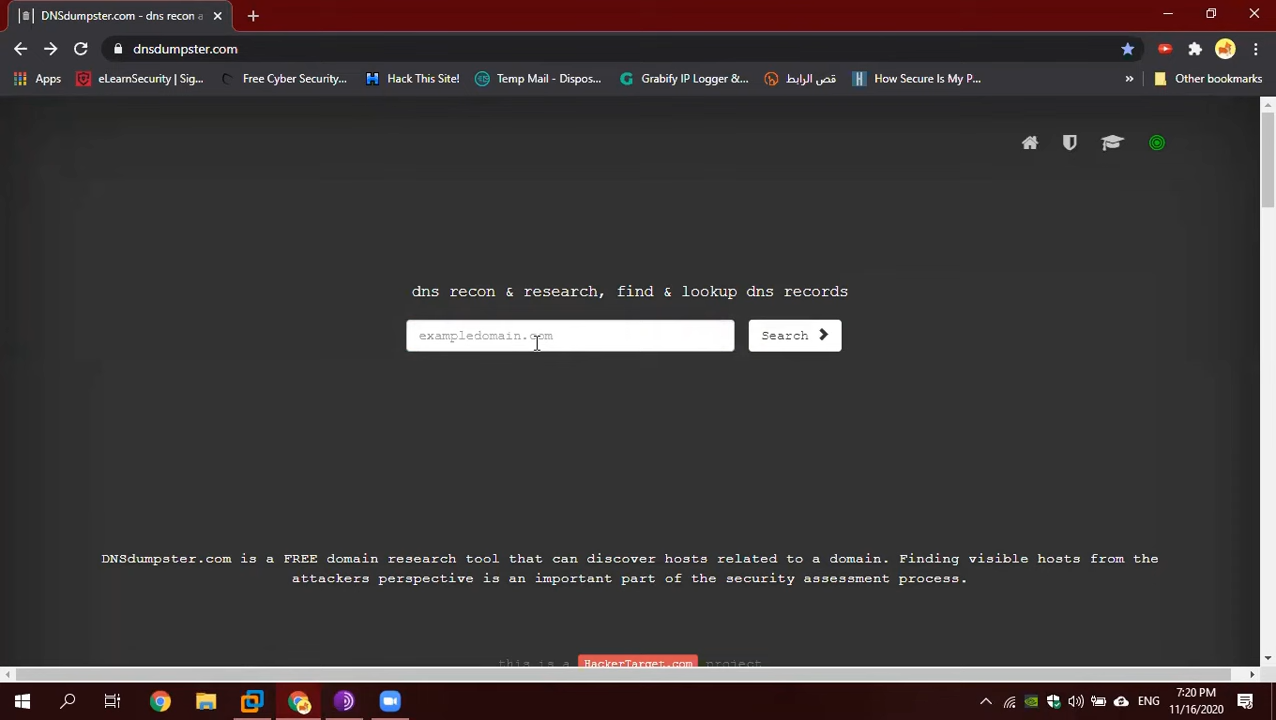 DNSdumpster.com - dns recon a
dnsdumpster.com
Apps
eLearnSecurity | Sig...
Free Cyber Security...
Hack This Site!
Temp Mail - Dispos...
Grabify IP Logger &...
قص الرابط
How Secure Is My P...
»
Other bookmarks
dns recon & research, find & lookup dns records
exampledomain.com
Search
DNSdumpster.com is a FREE domain research tool that can discover hosts related to a domain. Finding visible hosts from the
attackers perspective is an important part of the security assessment process.
this is a HackerTarget.com project
ENG
7:20 PM
11/16/2020